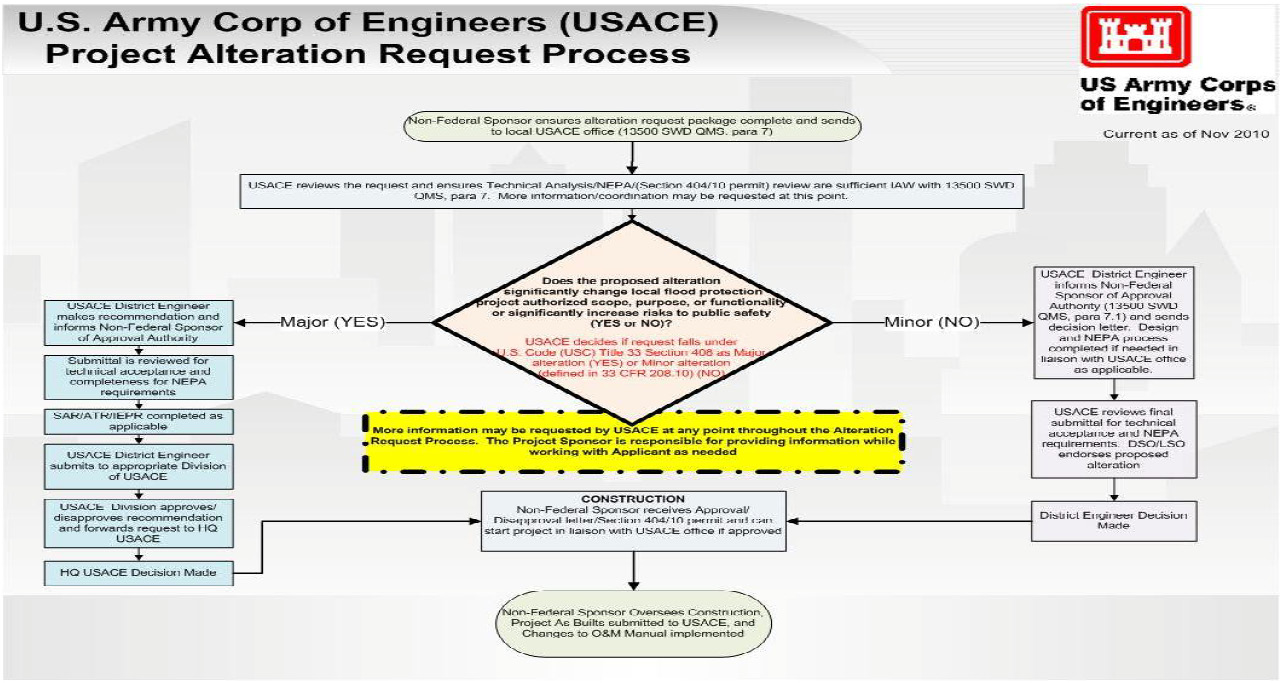 U.S. Army Corp of Engineers (USACE)
Project Alteration Request Process
US Army Corps
of Engineers®
Current as of Nov 2010
Non-Federal Sponsor ensures alteration request package complete and sends
to local USACE office (13500 SWD QMS. para 7)
USACE reviews the request and ensures Technical Analysis/NEPA/(Section 404/10 permit) review are sufficient IAW with 13500 SWD
QMS, para 7. More information/coordination may be requested at this point.
Does the proposed alteration
significantly change local flood protection
project authorized scope, purpose, or functionality
or significantly increase risks to public safety
(YES or NO)?
USACE decides if request falls under
U.S. Code (USC) Title 33 Section 408 as Major
alteration (YES) or Minor alteration
(defined in 33 CFR 208.10) (NO)
Major (YES)
Minor (NO)
USACE District Engineer
makes recommendation and
informs Non-Federal Sponsor
of Approval Authority
Submittal is reviewed for
technical acceptance and
completeness for NEPA
requirements
SAR/ATR/IEPR completed as
applicable
USACE District Engineer
submits to appropriate Division
of USACE
USACE Division approves/
disapproves recommendation
and forwards request to HQ
USACE
HQ USACE Decision Made
USACE District Engineer
informs Non-Federal
Sponsor of Approval
Authority (13500 SWD
QMS, para 7.1) and sends
decision letter. Design
and NEPA process
completed if needed in
liaison with USACE office
as applicable.
USACE reviews final
submittal for technical
acceptance and NEPA
requirements. DSO/LSO
endorses proposed
alteration
District Engineer Decision
Made
More information may be requested by USACE at any point throughout the Alteration
Request Process. The Project Sponsor is responsible for providing information while
working with Applicant as needed
CONSTRUCTION
Non-Federal Sponsor receives Approval/
Disapproval letter/Section 404/10 permit and can
start project in liaison with USACE office if approved
Non-Federal Sponsor Oversees Construction,
Project As Builts submitted to USACE, and
Changes to O&M Manual implemented